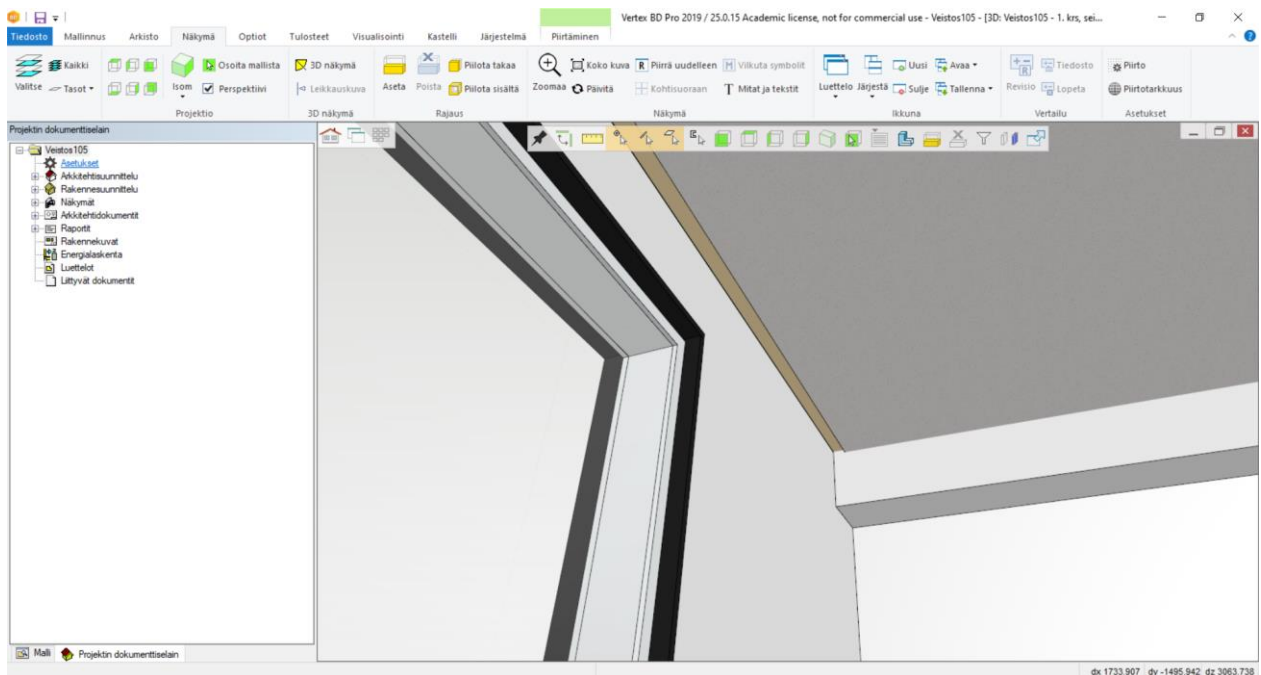 Vertex BD Pro 2019 / 25.0.15 Academic license, not for commercial use - Veistos105 - [3D: Veistos105 - 1. krs, sei...
Tiedosto Mallinnus Arkisto Näkymä Optiot Tulosteet Visualisointi Kastelli Järjestelmä Piirtäminen
Kaikki Osoita mallista 3D näkymä Piilota takaa Koko kuva R Piirrä uudelleen M Vilkuta symbolit Uusi Avaa Tiedosto Piirto
Valitse Tasot Isom Perspektiivi Leikkauskuva Aseta Poista Piilota sisältä Zoomaa Päivitä Kohtisuoraan T Mitat ja tekstit Luettelo Järjestä Sulje Tallenna Revisio Lopeta Piirtotarkkuus
Projektio 3D näkymä Rajaus Näkymä Ikkuna Vertailu Asetukset
Projektin dokumenttiselain
Veistos105
Asetukset
Arkkitehtisuunnittelu
Rakennesuunnittelu
Näkymät
Arkkitehtidokumentit
Raportit
Rakennekuvat
Energialaskenta
Luettelot
Liittyvät dokumentit
Malli Projektin dokumenttiselain
dx 1733.907 dy -1495.942 dz 3063.738